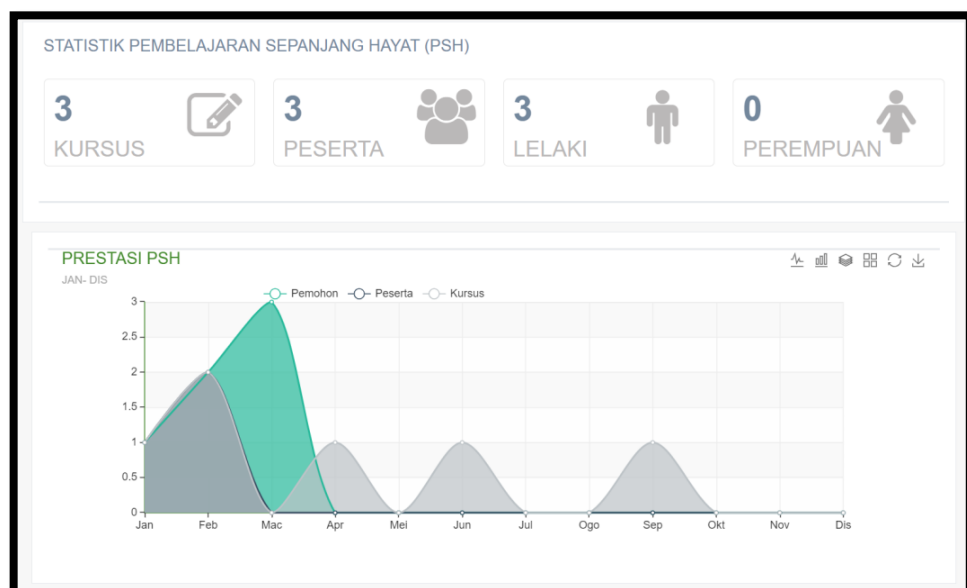 STATISTIK PEMBELAJARAN SEPANJANG HAYAT (PSH)
3
KURSUS
3
PESERTA
3
LELAKI
0
PEREMPUAN
PRESTASI PSH
JAN- DIS
Pemohon Peserta Kursus
3
2.5
2
1.5
1
0.5
0
Jan Feb Mac Apr Mei Jun Jul Ogo Sep Okt Nov Dis